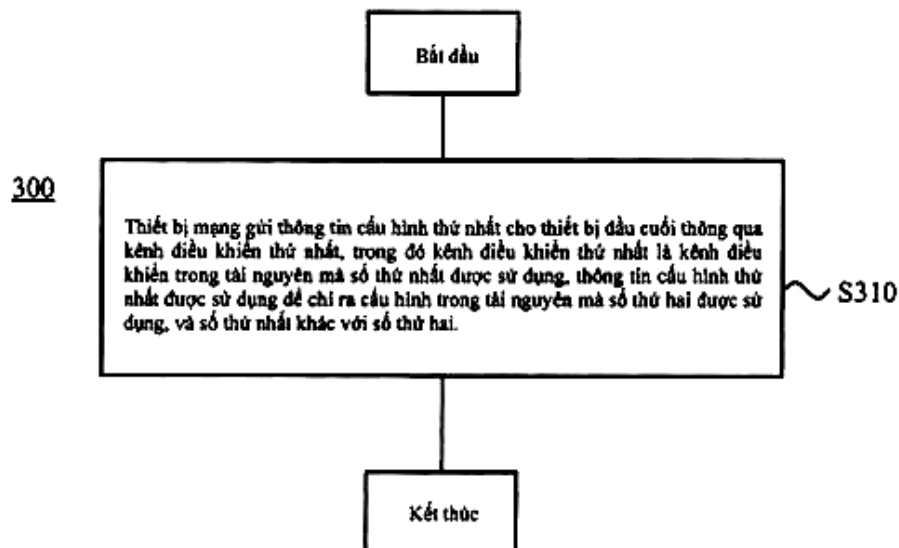 Bắt đầu
300
Thiết bị mạng gửi thông tin cấu hình thứ nhất cho thiết bị đầu cuối thông qua
kênh điều khiển thứ nhất, trong đó kênh điều khiển thứ nhất là kênh điều
khiển trong tài nguyên mà số thứ nhất được sử dụng, thông tin cấu hình thứ
nhất được sử dụng để chỉ ra cấu hình trong tài nguyên mà số thứ hai được sử
dụng, và số thứ nhất khác với số thứ hai.
S310
Kết thúc